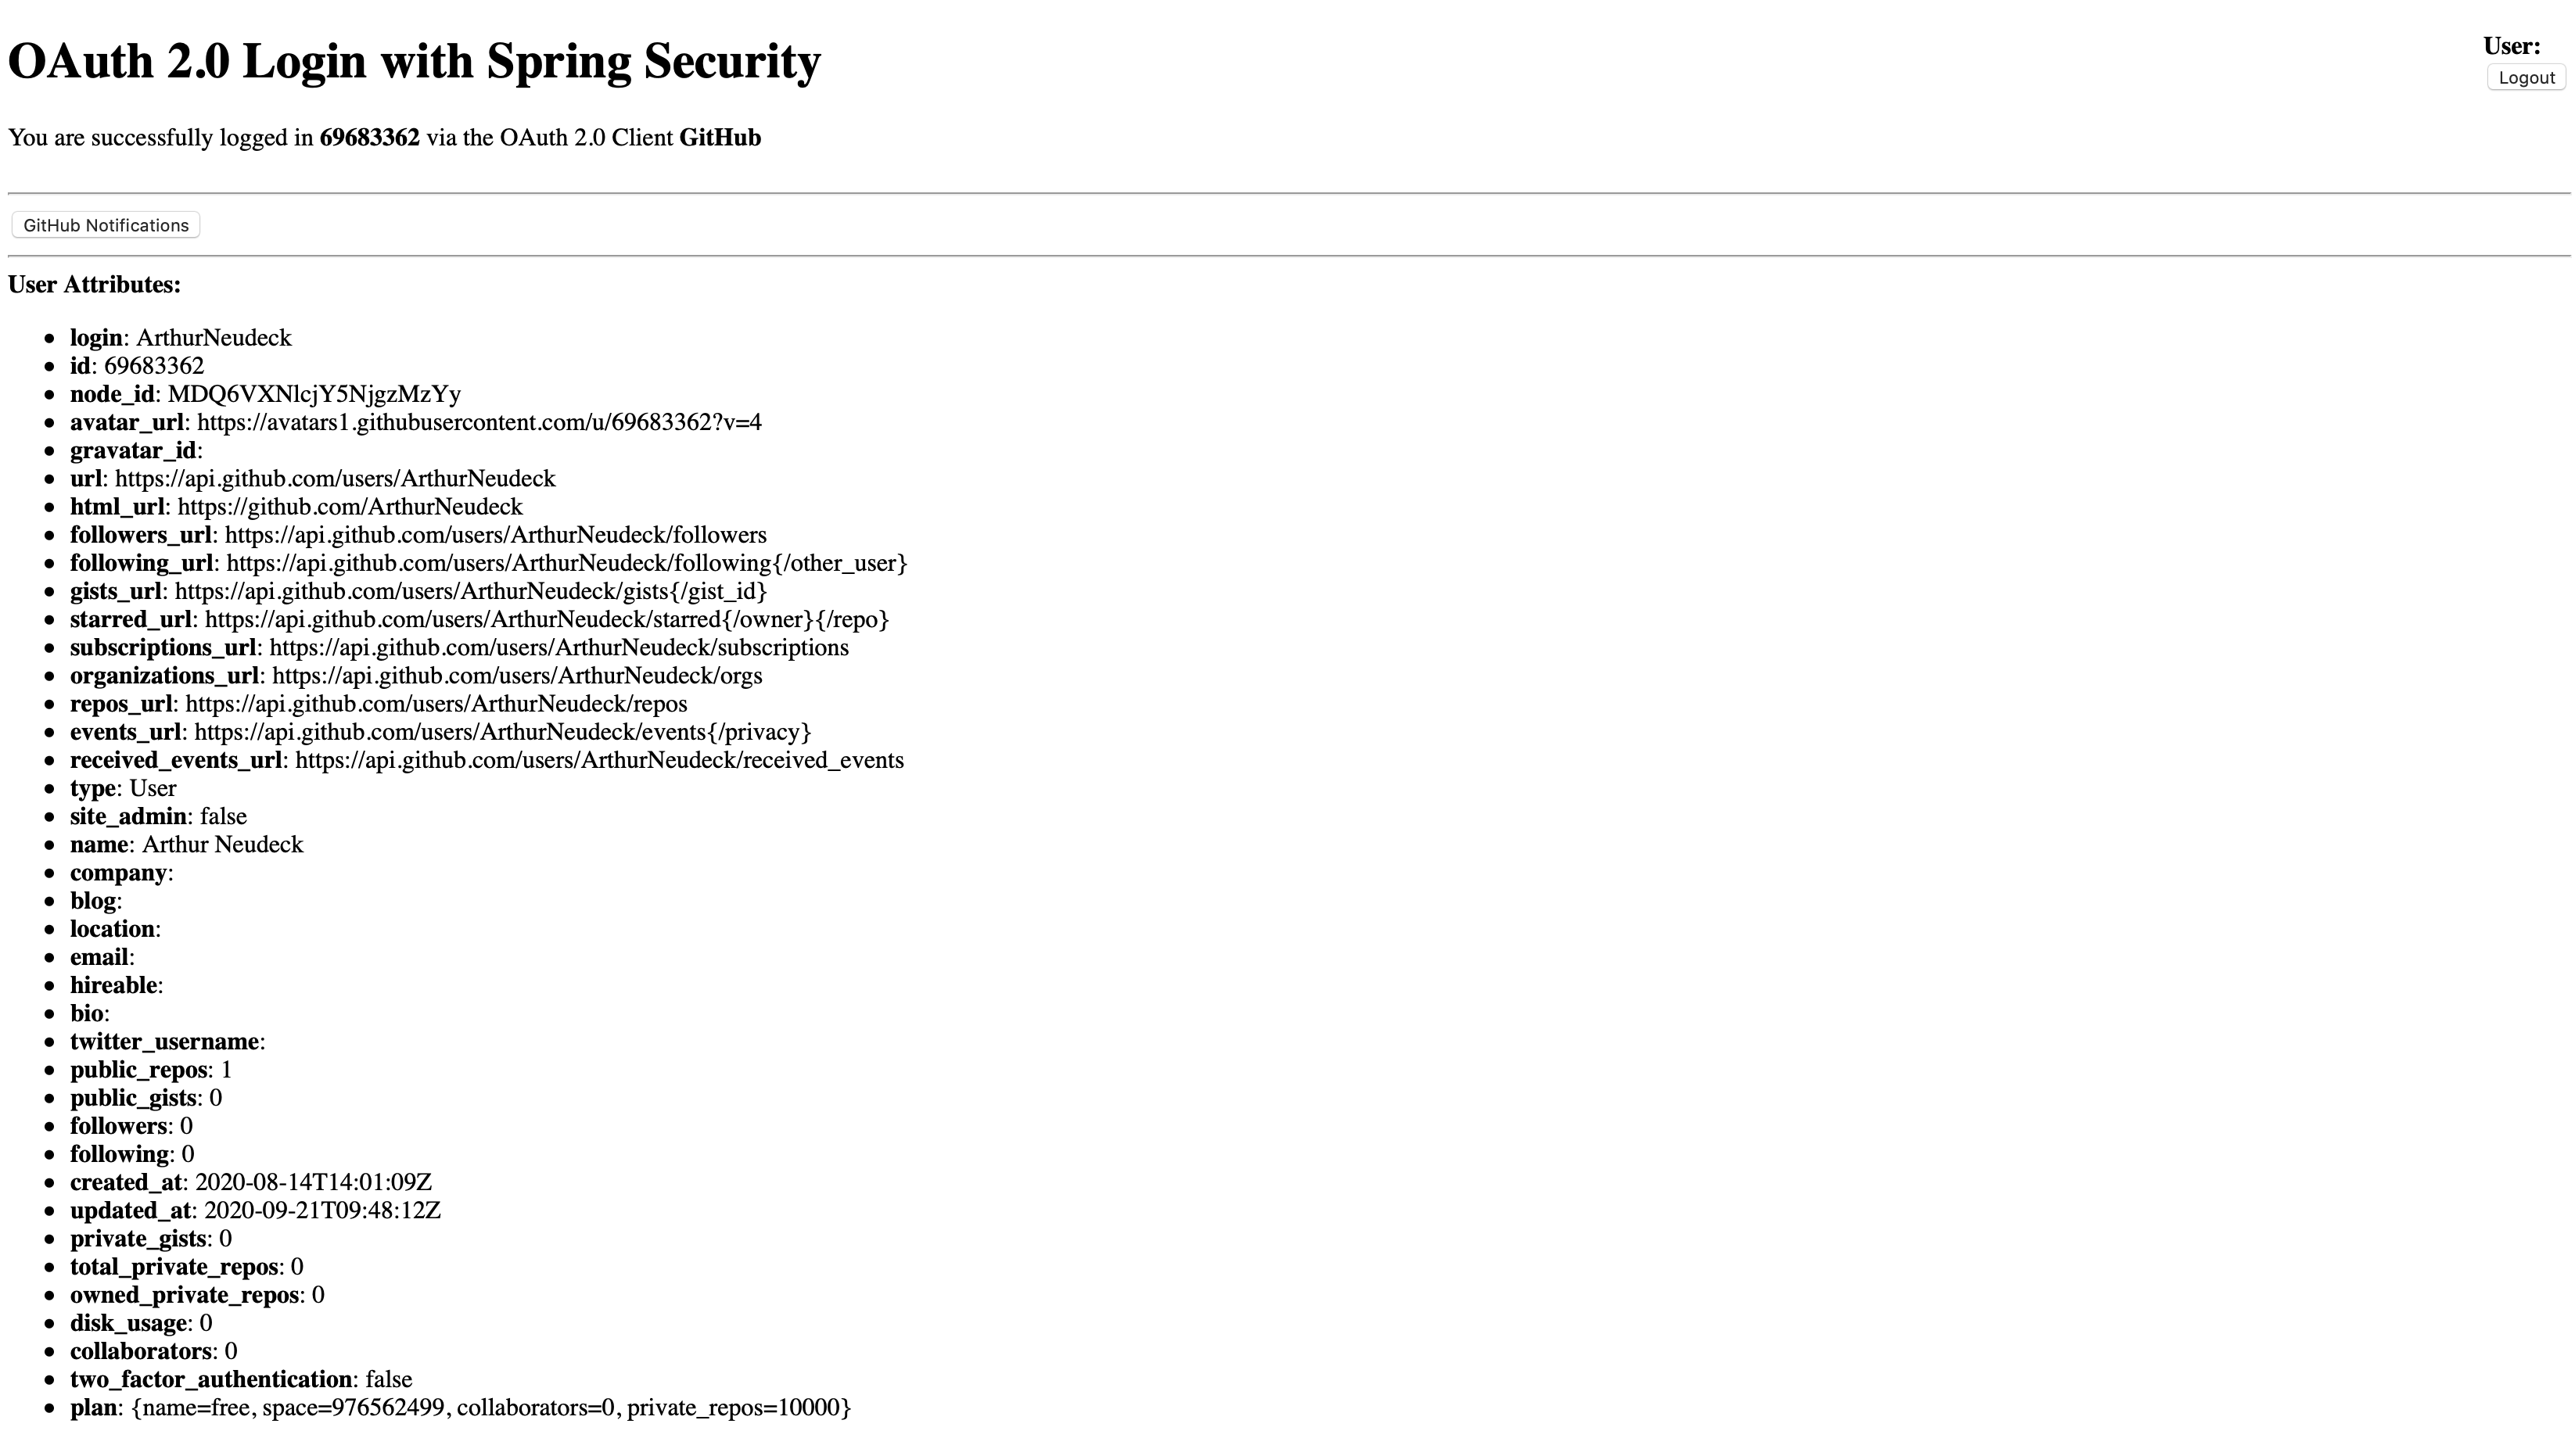 OAuth 2.0 Login with Spring Security
User:
Logout
You are successfully logged in 69683362 via the OAuth 2.0 Client GitHub
GitHub Notifications
User Attributes:
login: ArthurNeudeck
id: 69683362
node_id: MDQ6VXNlcjY5NjgzMzYy
avatar_url: https://avatars1.githubusercontent.com/u/69683362?v=4
gravatar_id:
url: https://api.github.com/users/ArthurNeudeck
html_url: https://github.com/ArthurNeudeck
followers_url: https://api.github.com/users/ArthurNeudeck/followers
following_url: https://api.github.com/users/ArthurNeudeck/following{/other_user}
gists_url: https://api.github.com/users/ArthurNeudeck/gists{/gist_id}
starred_url: https://api.github.com/users/ArthurNeudeck/starred{/owner}{/repo}
subscriptions_url: https://api.github.com/users/ArthurNeudeck/subscriptions
organizations_url: https://api.github.com/users/ArthurNeudeck/orgs
repos_url: https://api.github.com/users/ArthurNeudeck/repos
events_url: https://api.github.com/users/ArthurNeudeck/events{/privacy}
received_events_url: https://api.github.com/users/ArthurNeudeck/received_events
type: User
site_admin: false
name: Arthur Neudeck
company:
blog:
location:
email:
hireable:
bio:
twitter_username:
public_repos: 1
public_gists: 0
followers: 0
following: 0
created_at: 2020-08-14T14:01:09Z
updated_at: 2020-09-21T09:48:12Z
private_gists: 0
total_private_repos: 0
owned_private_repos: 0
disk_usage: 0
collaborators: 0
two_factor_authentication: false
plan: {name=free, space=976562499, collaborators=0, private_repos=10000}